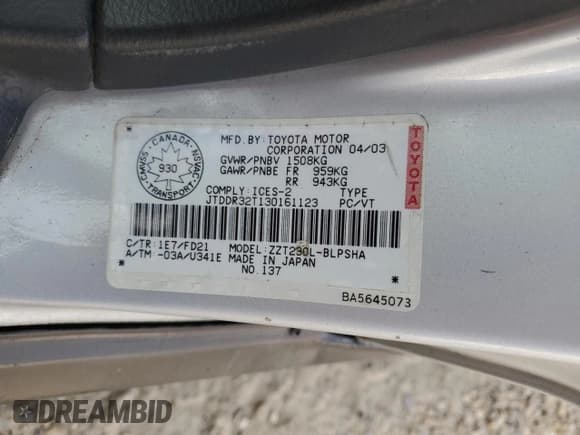 CANADA
CMVSS NSVAC
930
TRANSPORT
MFD.BY:TOYOTA MOTOR
CORPORATION 04/03
GVWR/PNBV 1508KG
GAWR/PNBE FR 959KG
RR 943KG
COMPLY:ICES-2 TYPE
JTDDR32T130161123 PC/VT
TOYOTA
C/TR:1E7/FD21 MODEL:ZZT230L-BLPSHA
A/TM -03A/U341E MADE IN JAPAN
NO.137
BA5645073
DREAMBID